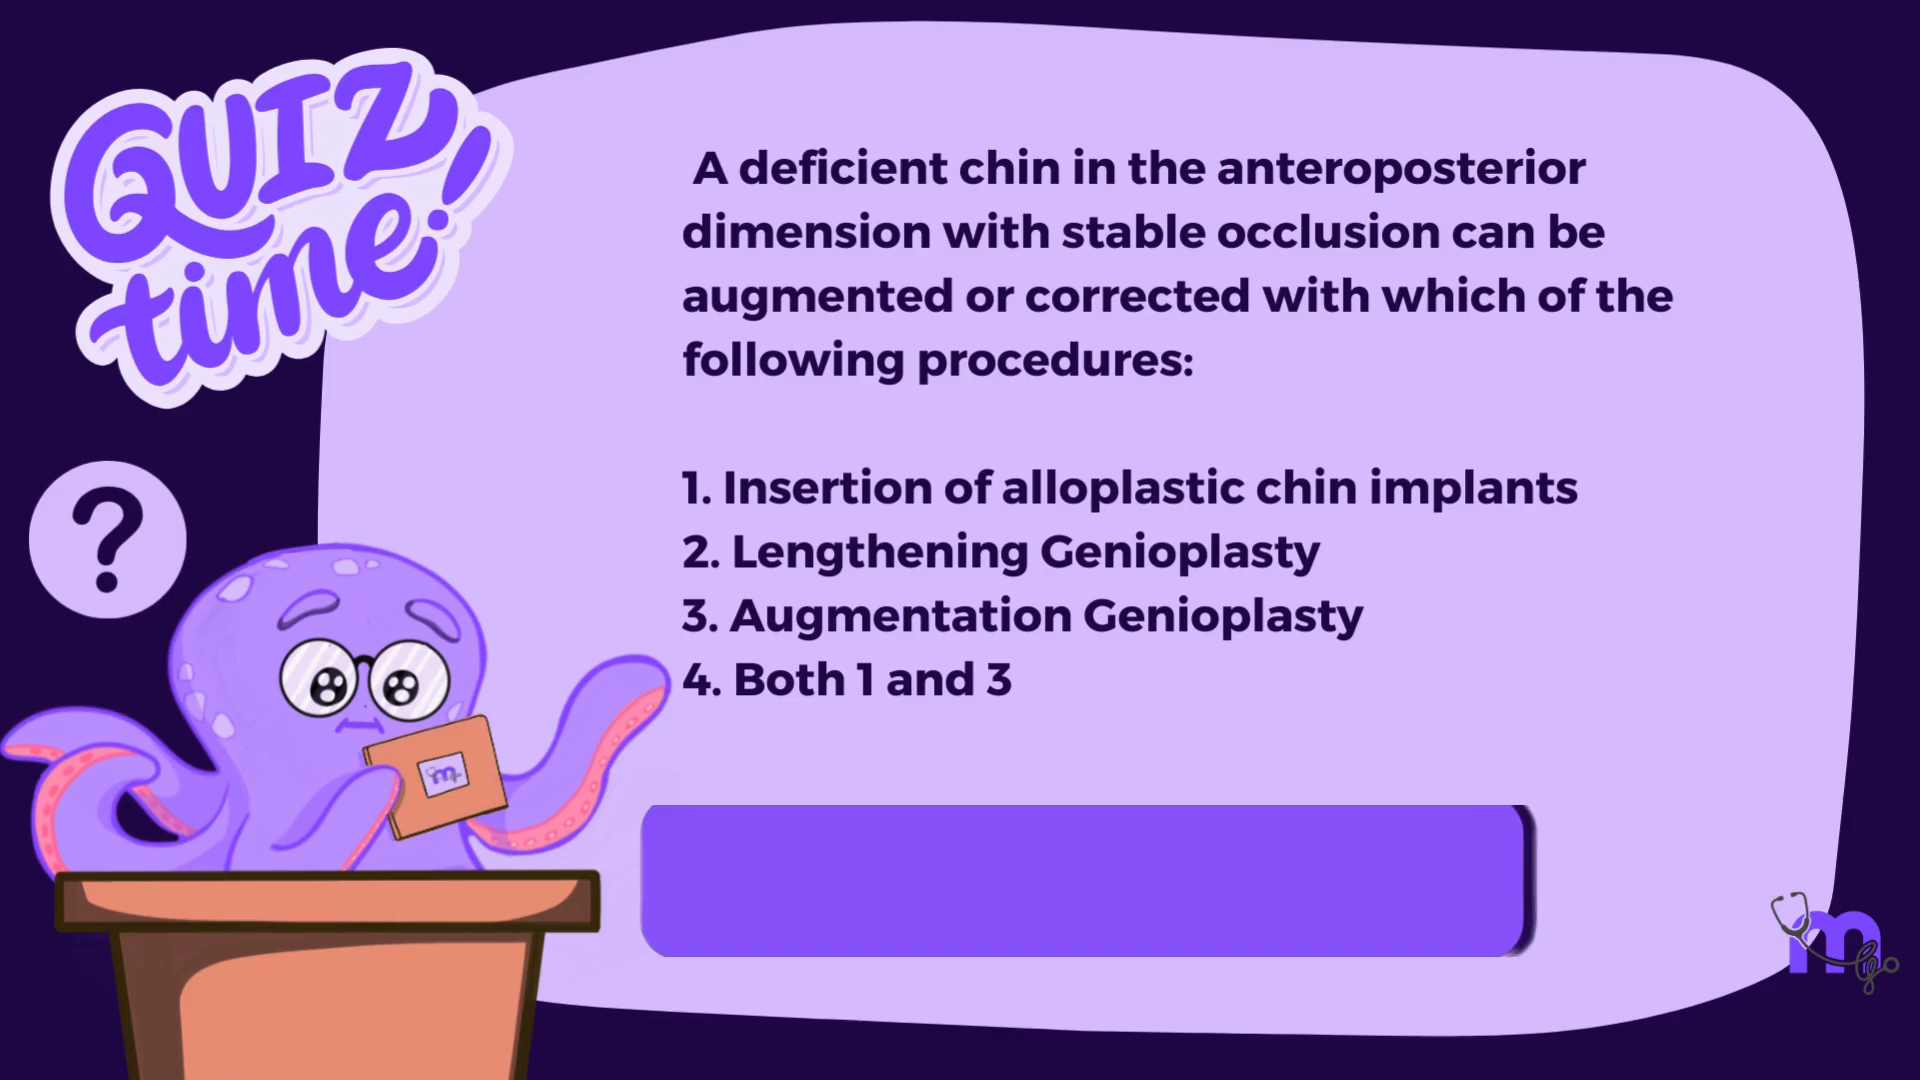 QUIZ
time!
A deficient chin in the anteroposterior
dimension with stable occlusion can be
augmented or corrected with which of the
following procedures:
1. Insertion of alloplastic chin implants
2. Lengthening Genioplasty
3. Augmentation Genioplasty
4. Both 1 and 3
?
m
mgo